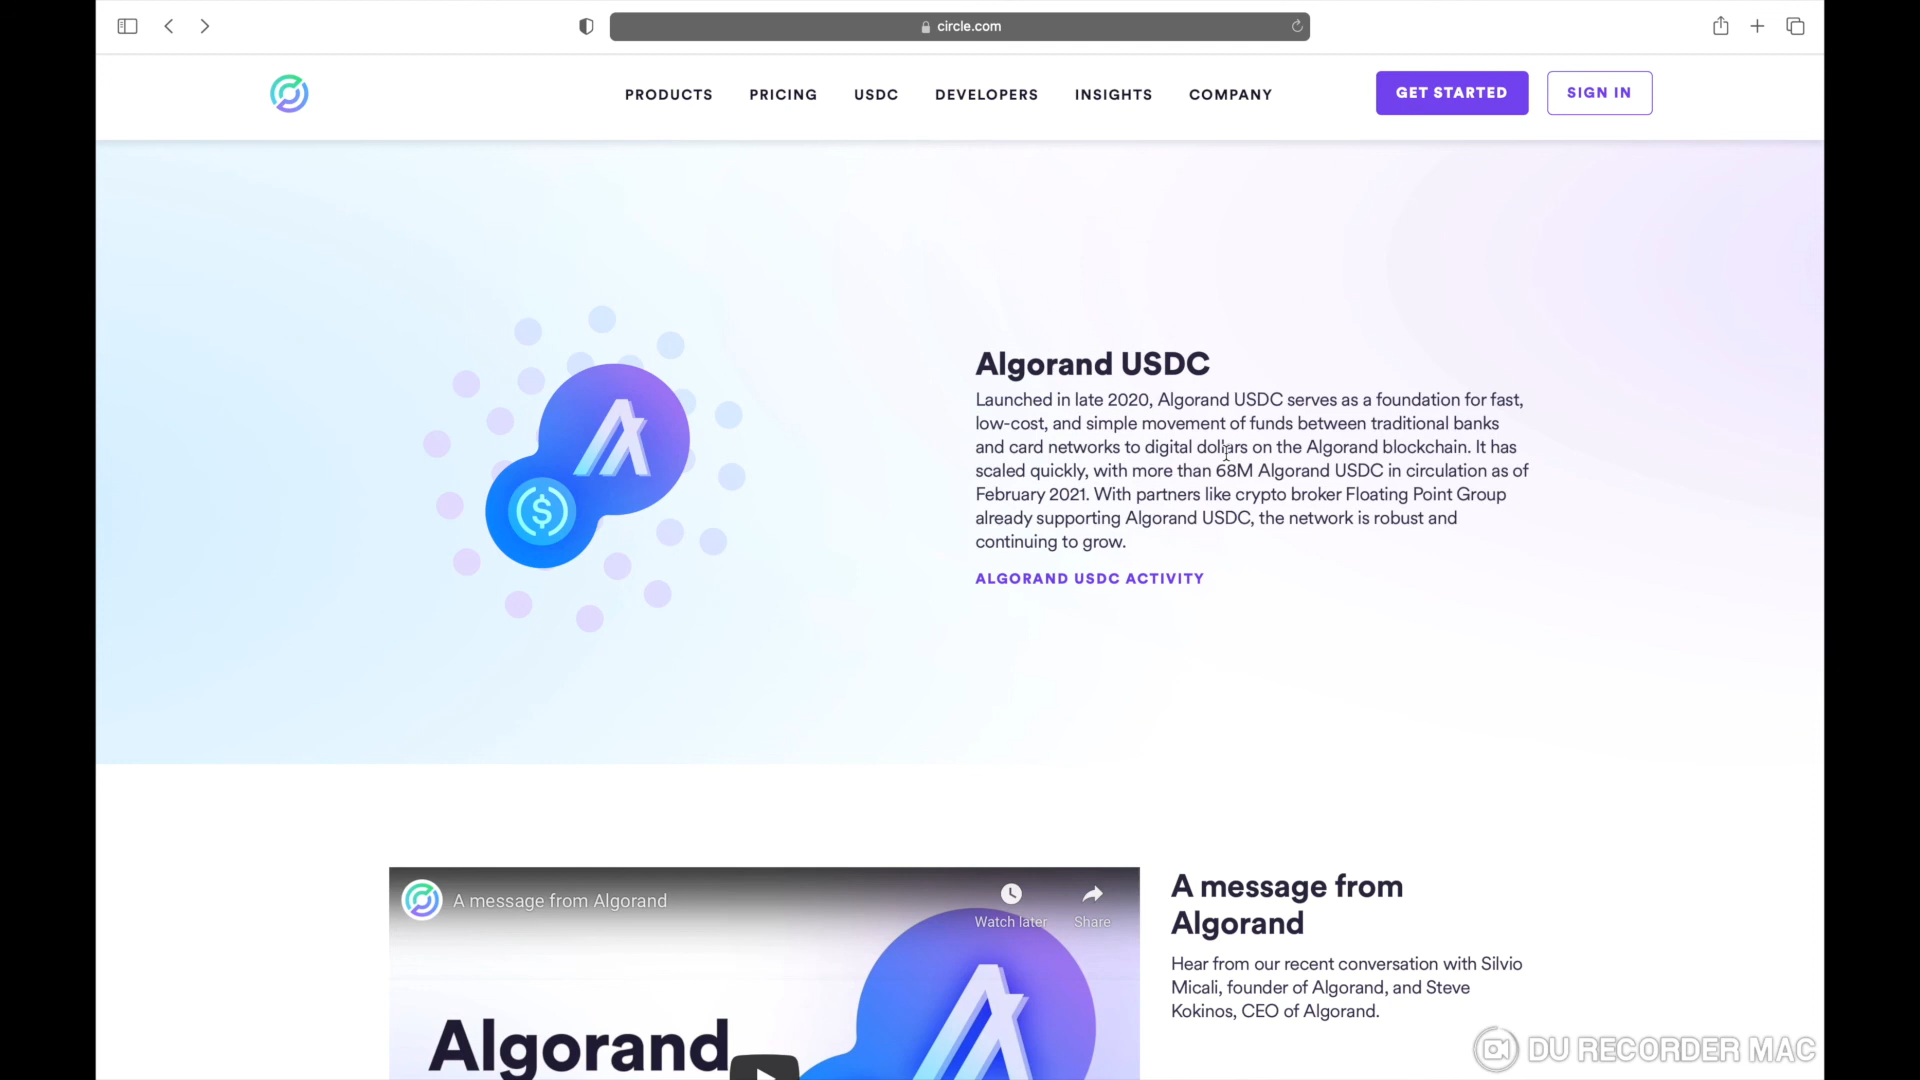 circle.com
PRODUCTS PRICING USDC DEVELOPERS INSIGHTS COMPANY GET STARTED SIGN IN
Algorand USDC
Launched in late 2020, Algorand USDC serves as a foundation for fast,
low-cost, and simple movement of funds between traditional banks
and card networks to digital dollars on the Algorand blockchain. It has
scaled quickly, with more than 68M Algorand USDC in circulation as of
February 2021. With partners like crypto broker Floating Point Group
already supporting Algorand USDC, the network is robust and
continuing to grow.
ALGORAND USDC ACTIVITY
A message from Algorand
Watch later Share
Algorand
A message from
Algorand
Hear from our recent conversation with Silvio
Micali, founder of Algorand, and Steve
Kokinos, CEO of Algorand.
DU RECORDER MAC